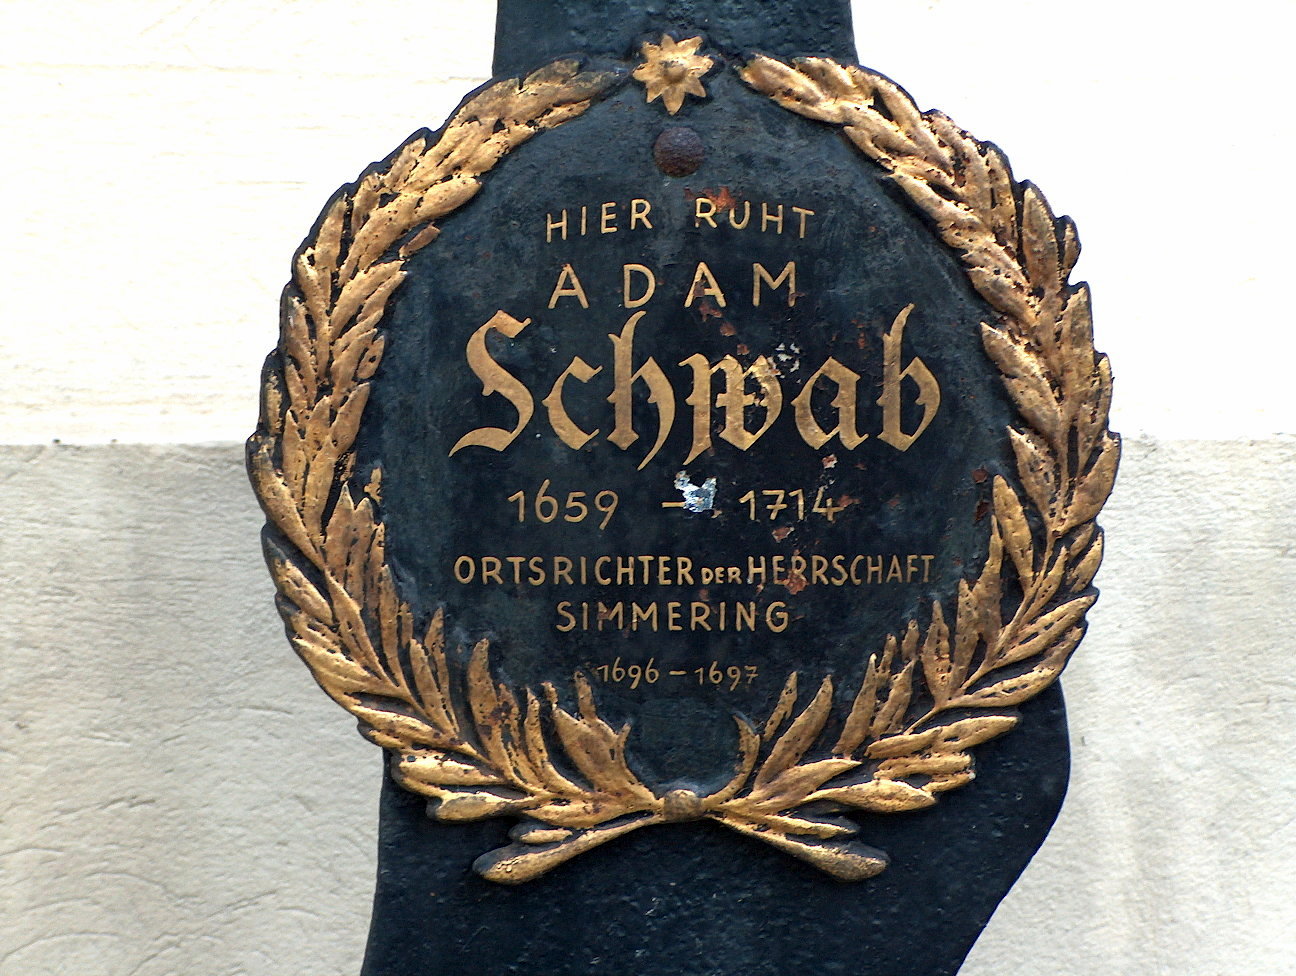 HIER RUHT
ADAM
Schwab
1659 – 1714
ORTSRICHTER DER HERRSCHAFT
SIMMERING
1696 – 1697